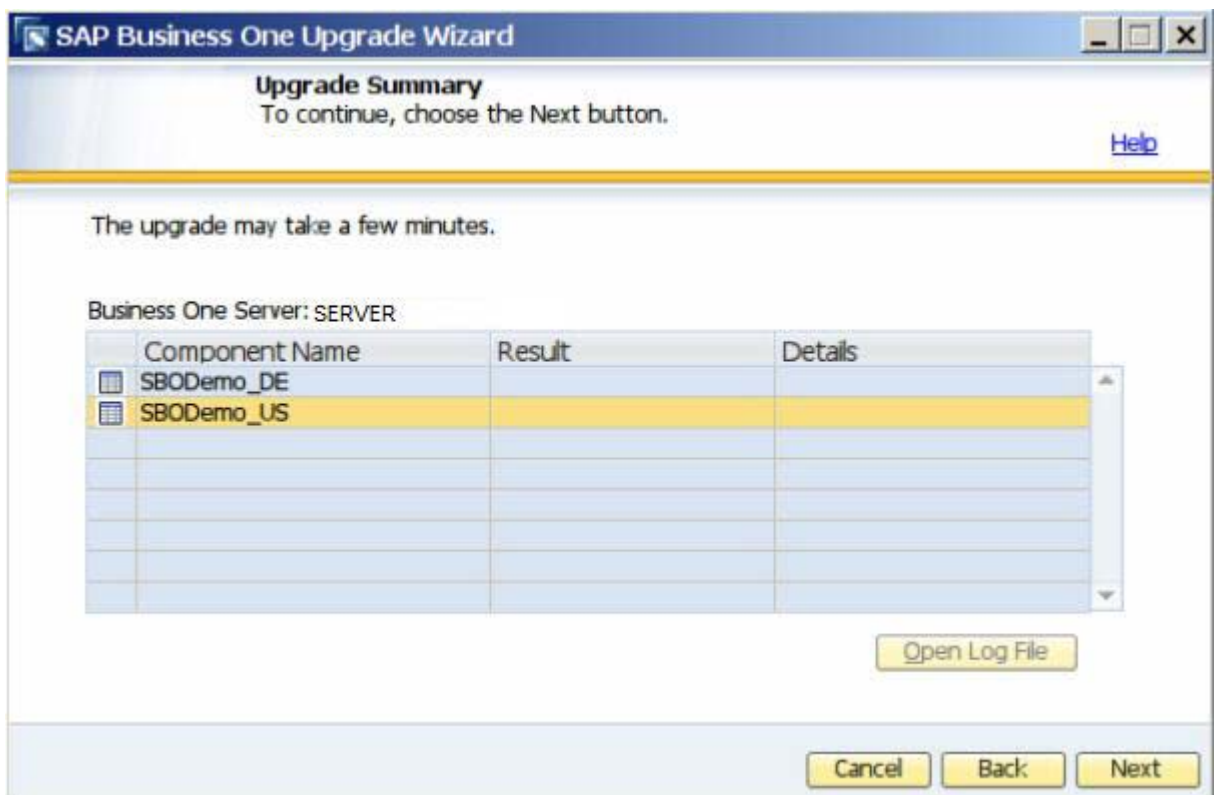 SAP Business One Upgrade Wizard
Upgrade Summary
To continue, choose the Next button.
Help
The upgrade may take a few minutes.
Business One Server: SERVER
Component Name Result Details
SBODemo_DE
SBODemo_US
Open Log File
Cancel Back Next